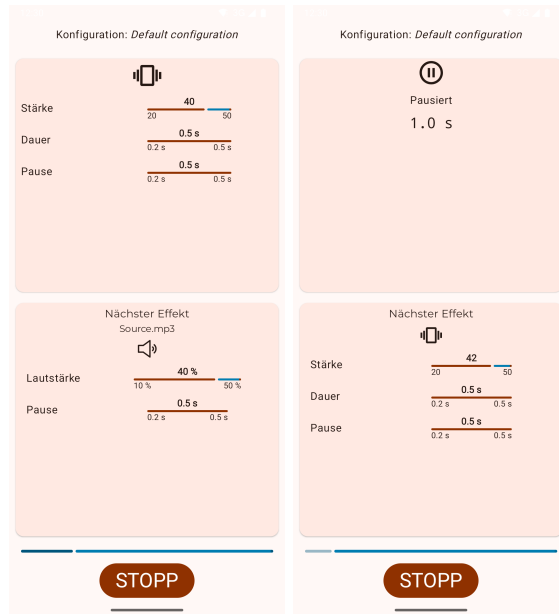 Konfiguration: Default configuration
Stärke
40
20 50
Dauer
0.5 s
0.2 s 0.5 s
Pause
0.5 s
0.2 s 0.5 s
Nächster Effekt
Source.mp3
Lautstärke
40 %
10 % 50 %
Pause
0.5 s
0.2 s 0.5 s
STOPP
Konfiguration: Default configuration
Pausiert
1.0 s
Nächster Effekt
Stärke
42
20 50
Dauer
0.5 s
0.2 s 0.5 s
Pause
0.5 s
0.2 s 0.5 s
STOPP